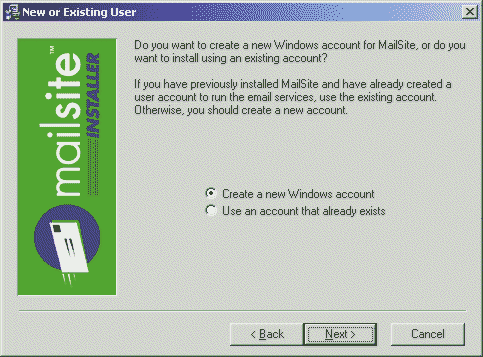 New or Existing User
Do you want to create a new Windows account for MailSite, or do you
want to install using an existing account?
If you have previously installed MailSite and have already created a
user account to run the email services, use the existing account.
Otherwise, you should create a new account.
mailsite™
INSTALLER
Create a new Windows account
Use an account that already exists
< Back
Next >
Cancel